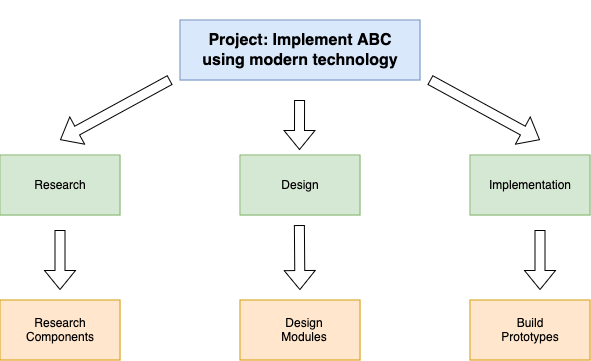 Project: Implement ABC
using modern technology
Research
Design
Implementation
Research
Components
Design
Modules
Build
Prototypes